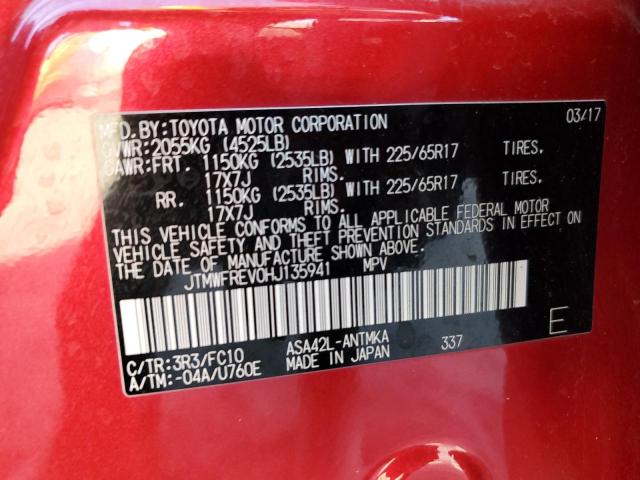 MFD.BY:TOYOTA MOTOR CORPORATION 03/17
GVWR:2055KG (4525LB)
GAWR:FRT. 1150KG (2535LB) WITH 225/65R17 TIRES.
17X7J RIMS.
RR. 1150KG (2535LB) WITH 225/65R17 TIRES.
17X7J RIMS.
THIS VEHICLE CONFORMS TO ALL APPLICABLE FEDERAL MOTOR
VEHICLE SAFETY AND THEFT PREVENTION STANDARDS IN EFFECT ON
THE DATE OF MANUFACTURE SHOWN ABOVE.
JTMWFREV0HJ135941 MPV
E
C/TR:3R3/FC10 ASA42L-ANTMKA 337
A/TM:-04A/U760E MADE IN JAPAN